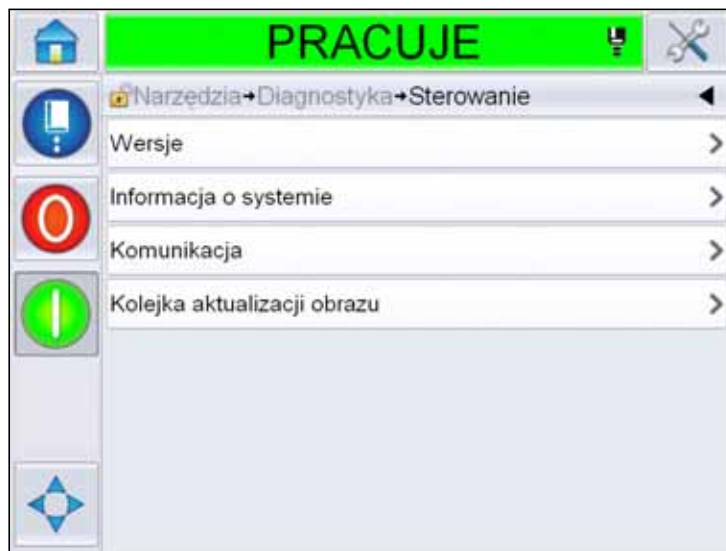 PRACUJE
Narzędzia→Diagnostyka→Sterowanie
Wersje
Informacja o systemie
Komunikacja
Kolejka aktualizacji obrazu